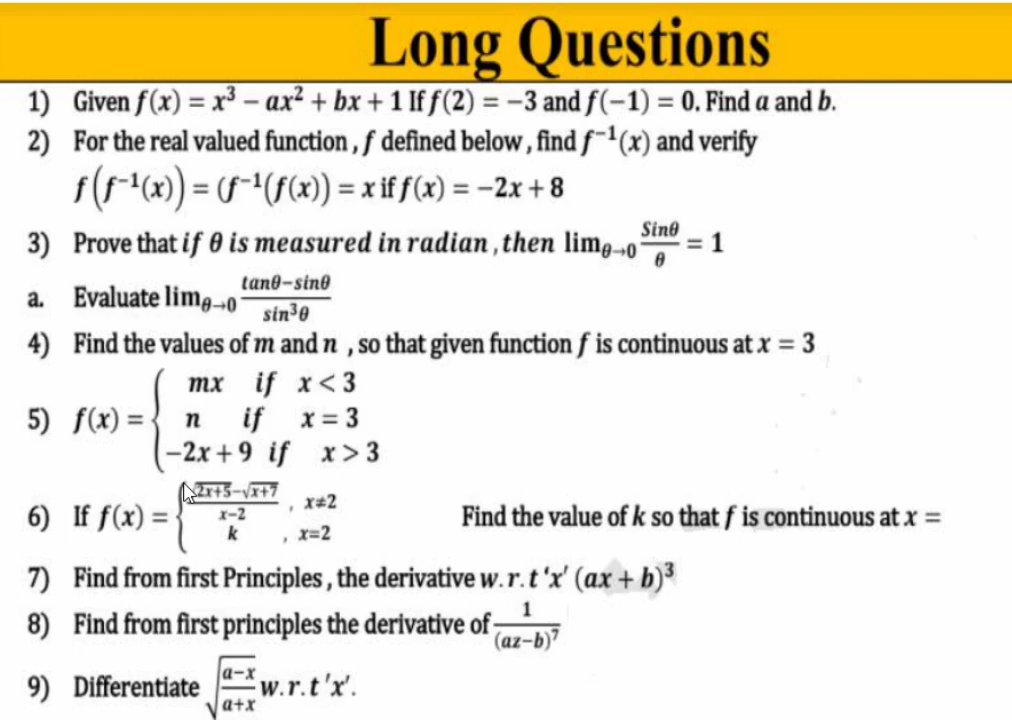 Long Questions
1) Given f(x) = x³ – ax² + bx + 1 If f(2) = –3 and f(–1) = 0. Find a and b.
2) For the real valued function , f defined below , find f⁻¹(x) and verify
f(f⁻¹(x)) = (f⁻¹(f(x)) = x if f(x) = –2x + 8
3) Prove that if θ is measured in radian , then limθ→0 Sinθ/θ = 1
a. Evaluate limθ→0 tanθ–sinθ/sin³θ
4) Find the values of m and n , so that given function f is continuous at x = 3
5) f(x) = { mx if x < 3
n if x = 3
–2x + 9 if x > 3
6) If f(x) = { √2x+5–√x+7/x–2 , x≠2
k , x=2
Find the value of k so that f is continuous at x =
7) Find from first Principles , the derivative w. r. t 'x' (ax + b)³
8) Find from first principles the derivative of 1/(az–b)⁷
9) Differentiate √a–x/a+x w. r. t 'x'.